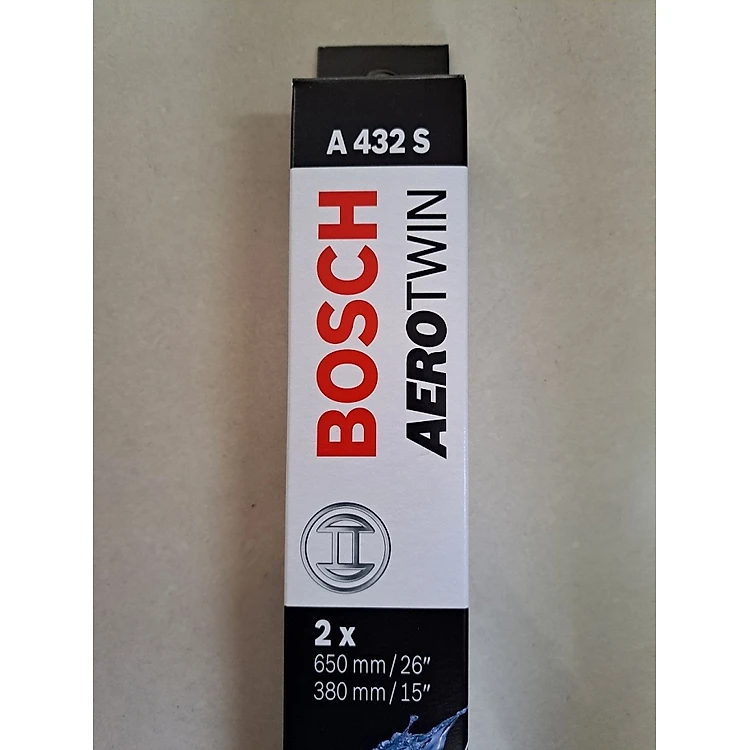 A 432 S
BOSCH
AEROTWIN
2 x
650 mm/26″
380 mm/15″